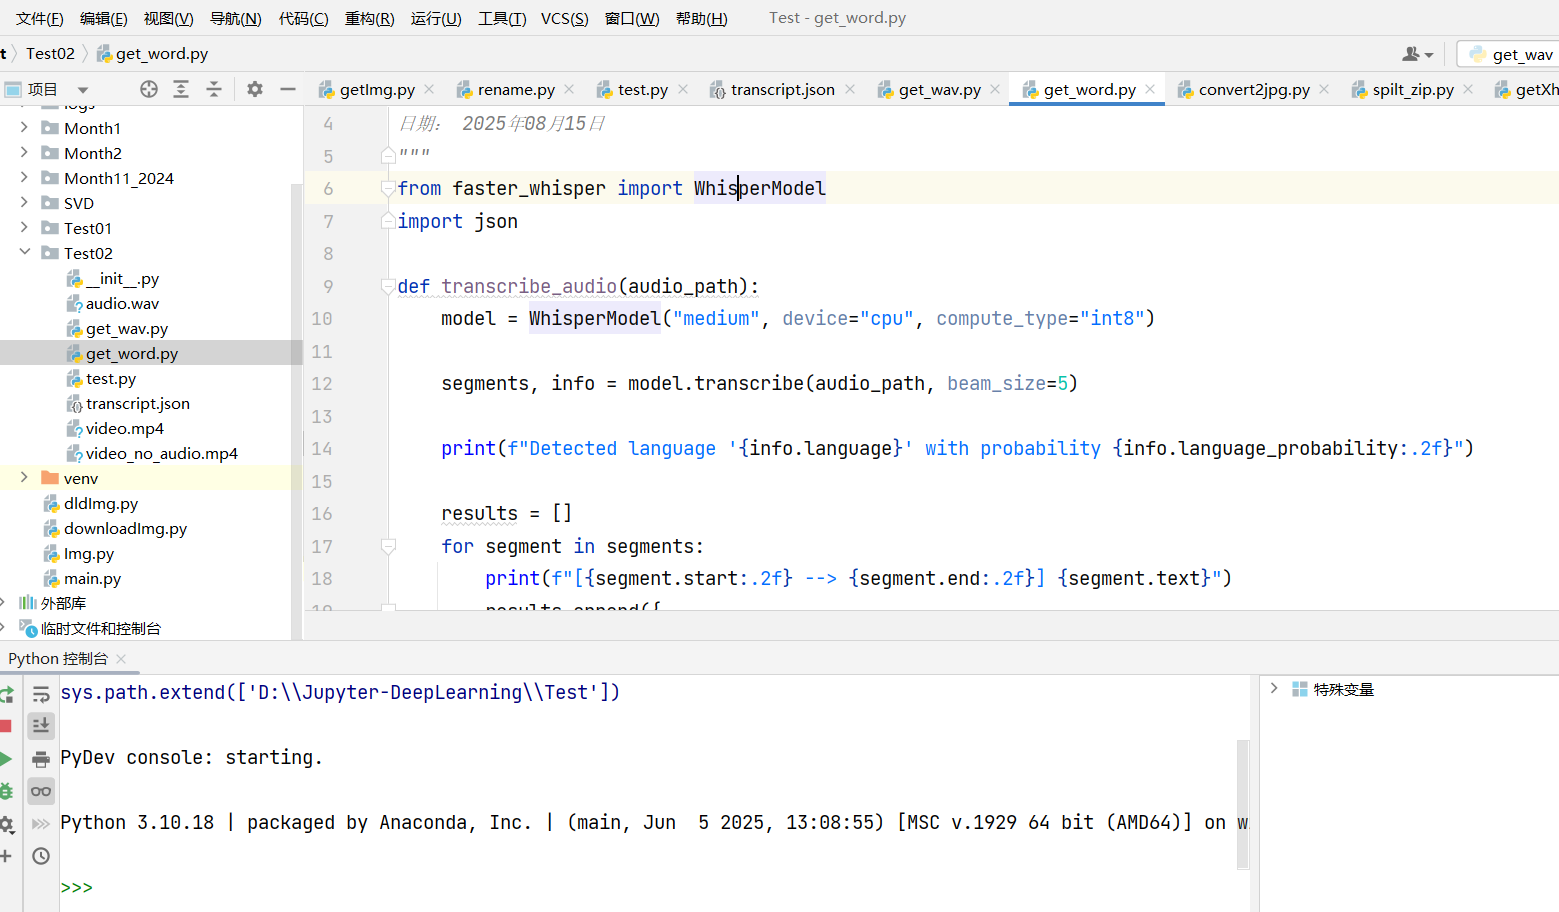 文件(F) 编辑(E) 视图(V) 导航(N) 代码(C) 重构(R) 运行(U) 工具(T) VCS(S) 窗口(W) 帮助(H) Test - get_word.py
t Test02 get_word.py get_wav
项目 getImg.py rename.py test.py transcript.json get_wav.py get_word.py convert2jpg.py spilt_zip.py getXh
logs
Month1
Month2
Month11_2024
SVD
Test01
Test02
__init__.py
audio.wav
get_wav.py
get_word.py
test.py
transcript.json
video.mp4
video_no_audio.mp4
venv
dldImg.py
downloadImg.py
Img.py
main.py
外部库
临时文件和控制台
4 日期： 2025年08月15日
5 """
6 from faster_whisper import WhisperModel
7 import json
8
9 def transcribe_audio(audio_path):
10 model = WhisperModel("medium", device="cpu", compute_type="int8")
11
12 segments, info = model.transcribe(audio_path, beam_size=5)
13
14 print(f"Detected language '{info.language}' with probability {info.language_probability:.2f}")
15
16 results = []
17 for segment in segments:
18 print(f"[{segment.start:.2f} --> {segment.end:.2f}] {segment.text}")
19 results.append({
Python 控制台
sys.path.extend(['D:\\Jupyter-DeepLearning\\Test'])
PyDev console: starting.
Python 3.10.18 | packaged by Anaconda, Inc. | (main, Jun  5 2025, 13:08:55) [MSC v.1929 64 bit (AMD64)] on w
>>>
特殊变量